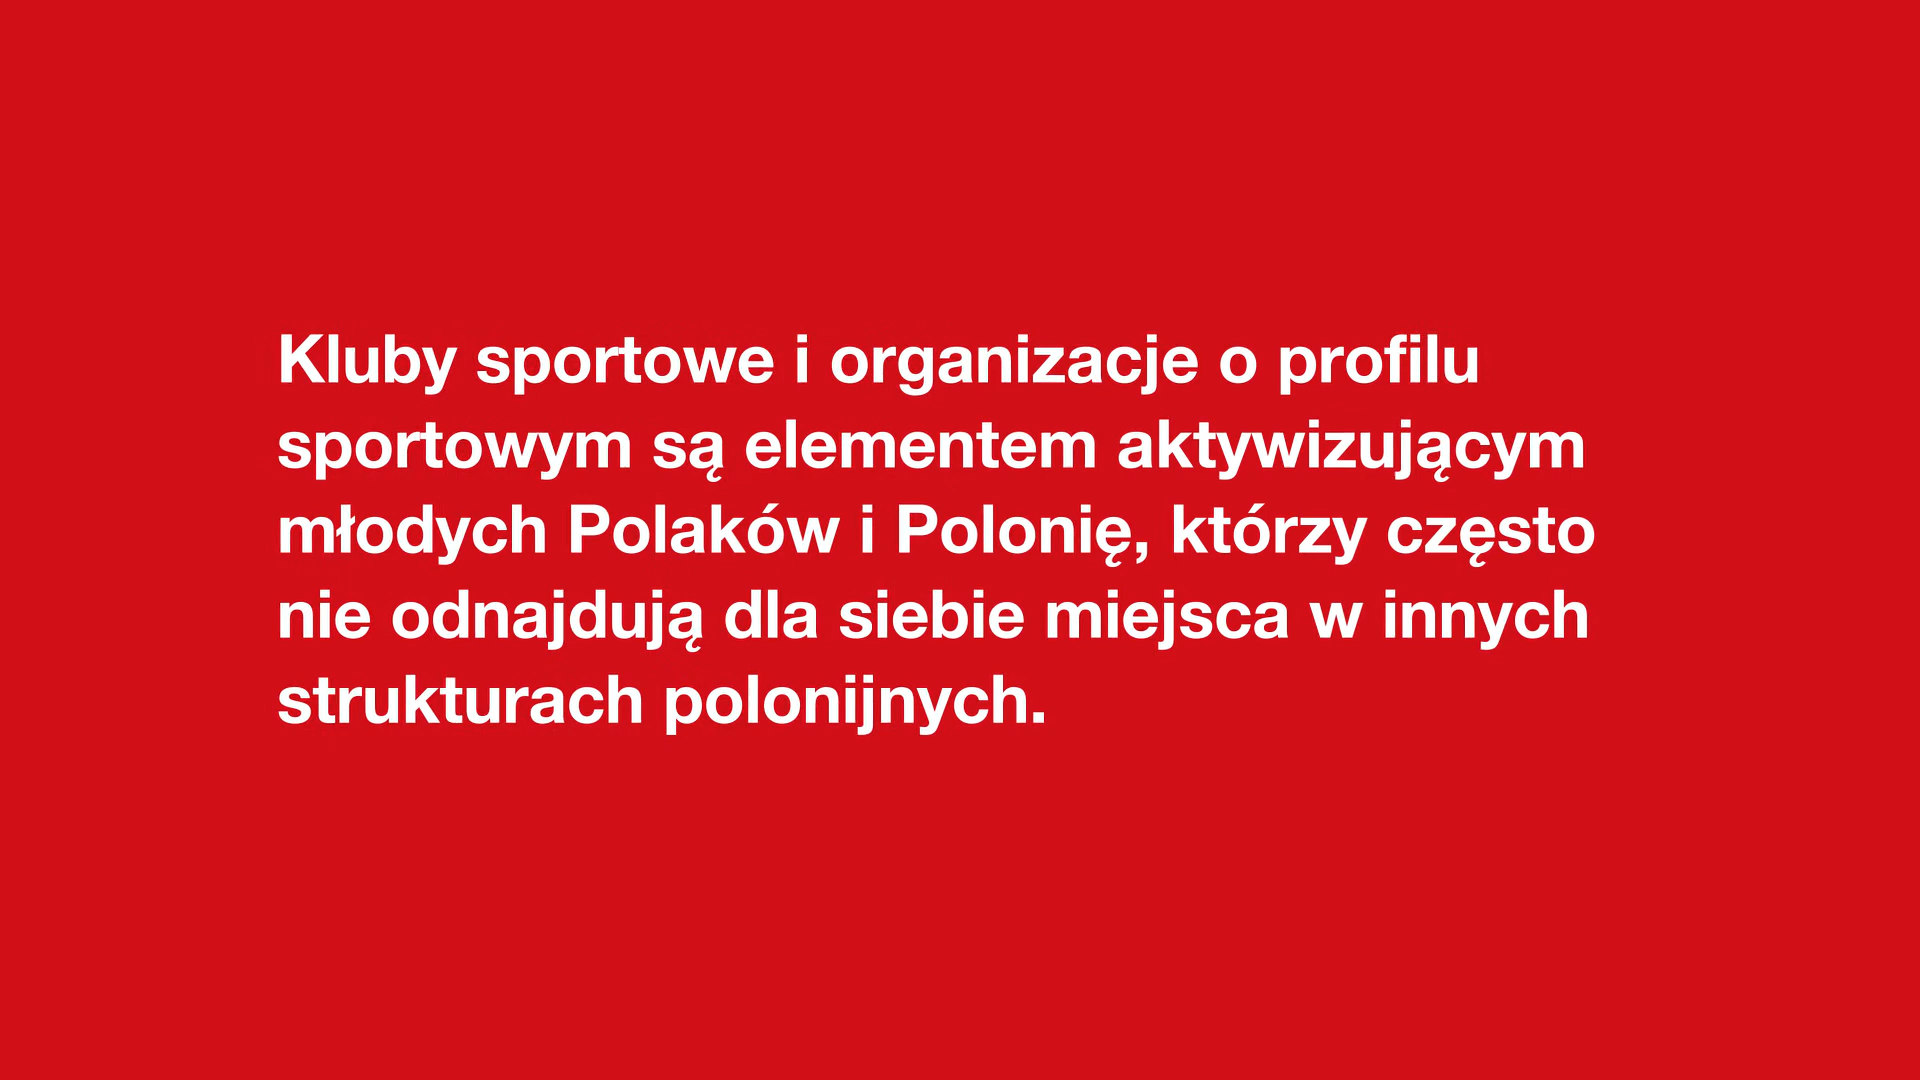 Kluby sportowe i organizacje o profilu
sportowym są elementem aktywizującym
młodych Polaków i Polonię, którzy często
nie odnajdują dla siebie miejsca w innych
strukturach polonijnych.